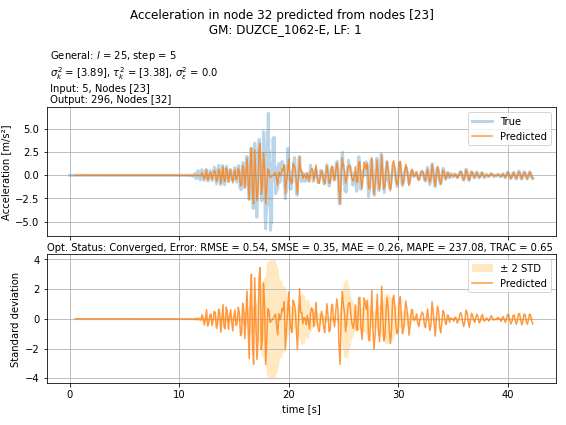 Acceleration in node 32 predicted from nodes [23]
GM: DUZCE_1062-E, LF: 1
General: l = 25, step = 5
σ²ₖ = [3.89], τ²ₖ = [3.38], σ²ε = 0.0
Input: 5, Nodes [23]
Output: 296, Nodes [32]
Acceleration [m/s²]
5.0
2.5
0.0
−2.5
−5.0
True
Predicted
Opt. Status: Converged, Error: RMSE = 0.54, SMSE = 0.35, MAE = 0.26, MAPE = 237.08, TRAC = 0.65
Standard deviation
4
2
0
−2
−4
± 2 STD
Predicted
0 10 20 30 40
time [s]